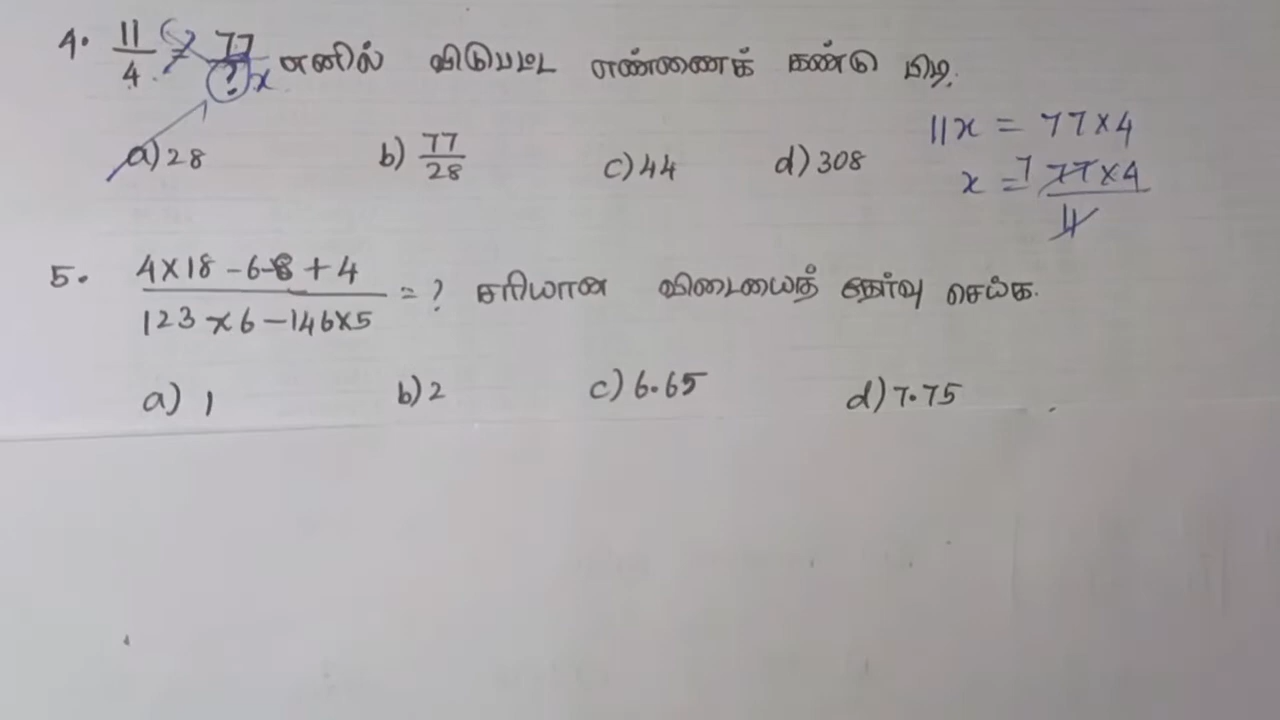 4. 11/4 = 77/? x எனில் விடுபட்ட எண்ணைக் கண்டு பிடி.
a) 28 b) 77/28 c) 44 d) 308
11x = 77×4
x = 7 77×4/11
5. 4×18-6-8+4/123×6-146×5 = ? சரியான விடையைத் தேர்வு செய்க.
a) 1 b) 2 c) 6.65 d) 7.75